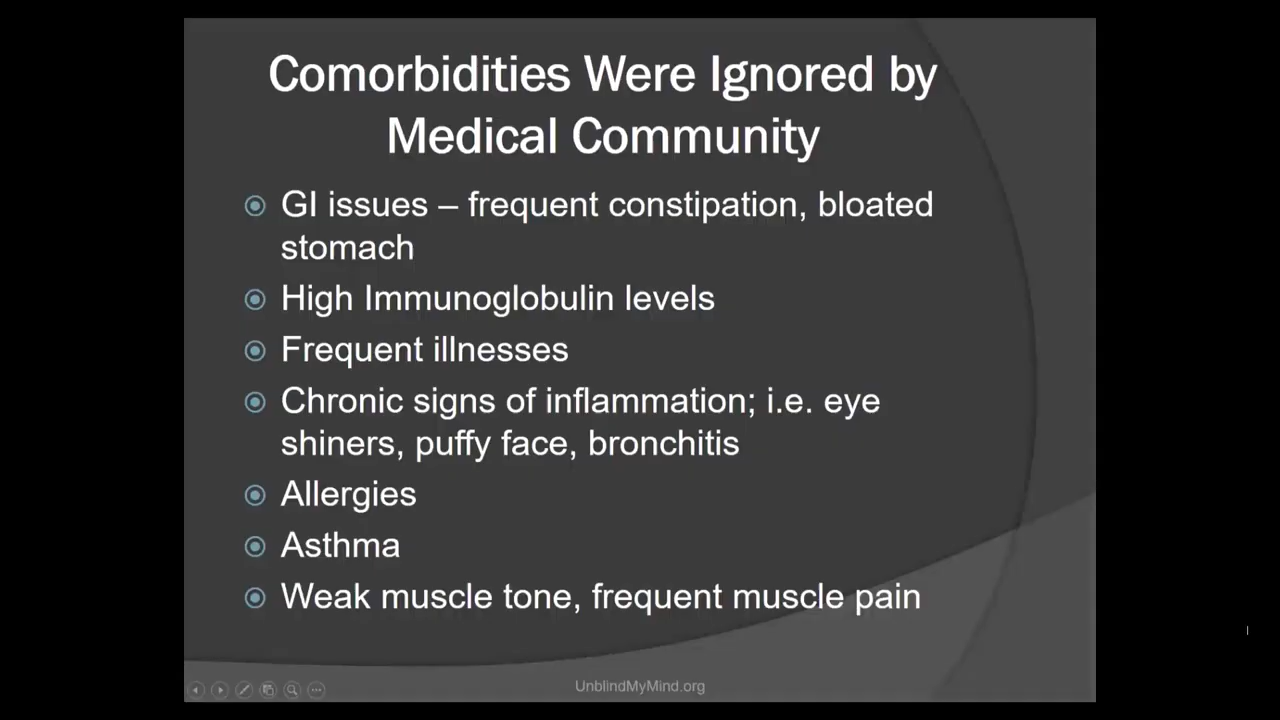 Comorbidities Were Ignored by
Medical Community
GI issues – frequent constipation, bloated
stomach
High Immunoglobulin levels
Frequent illnesses
Chronic signs of inflammation; i.e. eye
shiners, puffy face, bronchitis
Allergies
Asthma
Weak muscle tone, frequent muscle pain
UnblindMyMind.org